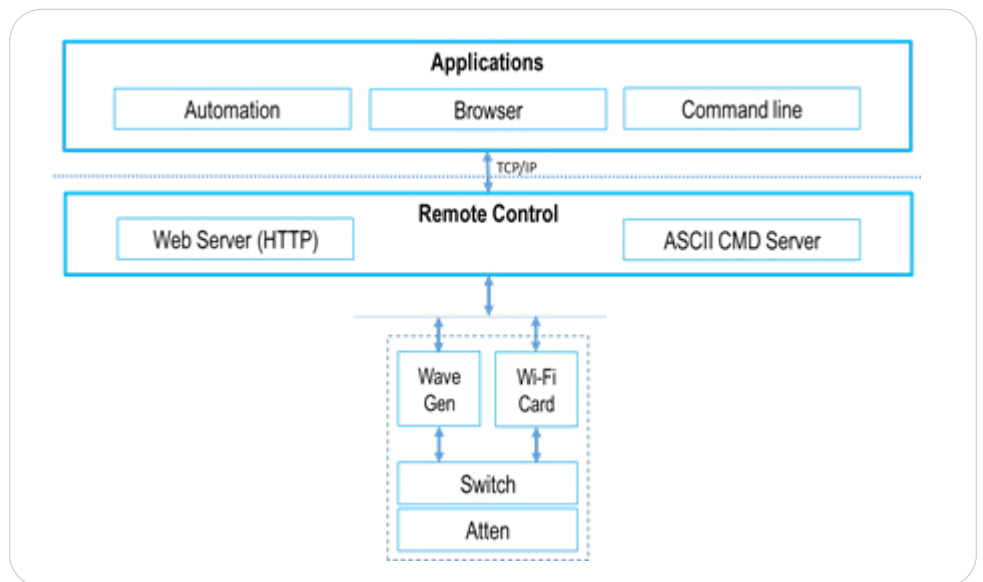 Applications
Automation
Browser
Command line
TCP/IP
Remote Control
Web Server (HTTP)
ASCII CMD Server
Wave
Gen
Wi-Fi
Card
Switch
Atten